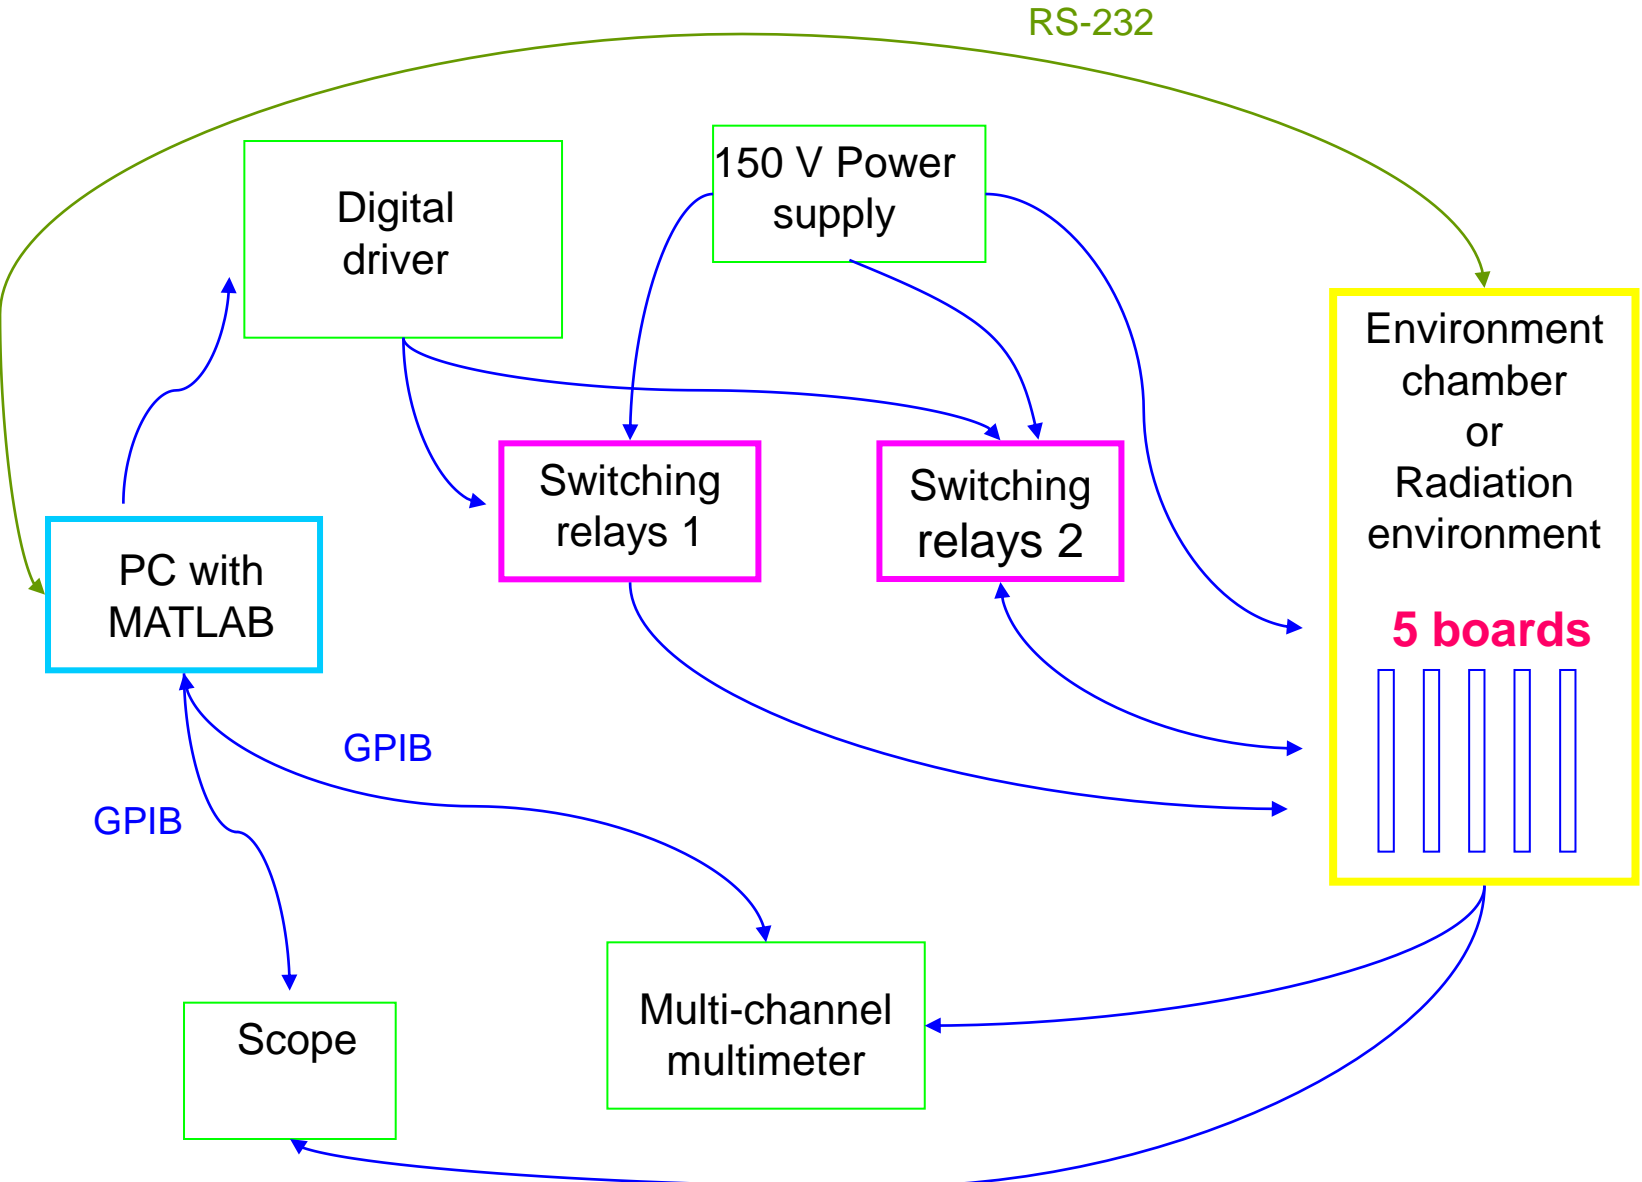 RS-232
Digital
driver
150 V Power
supply
Environment
chamber
or
Radiation
environment
5 boards
Switching
relays 1
Switching
relays 2
PC with
MATLAB
GPIB
GPIB
Multi-channel
multimeter
Scope